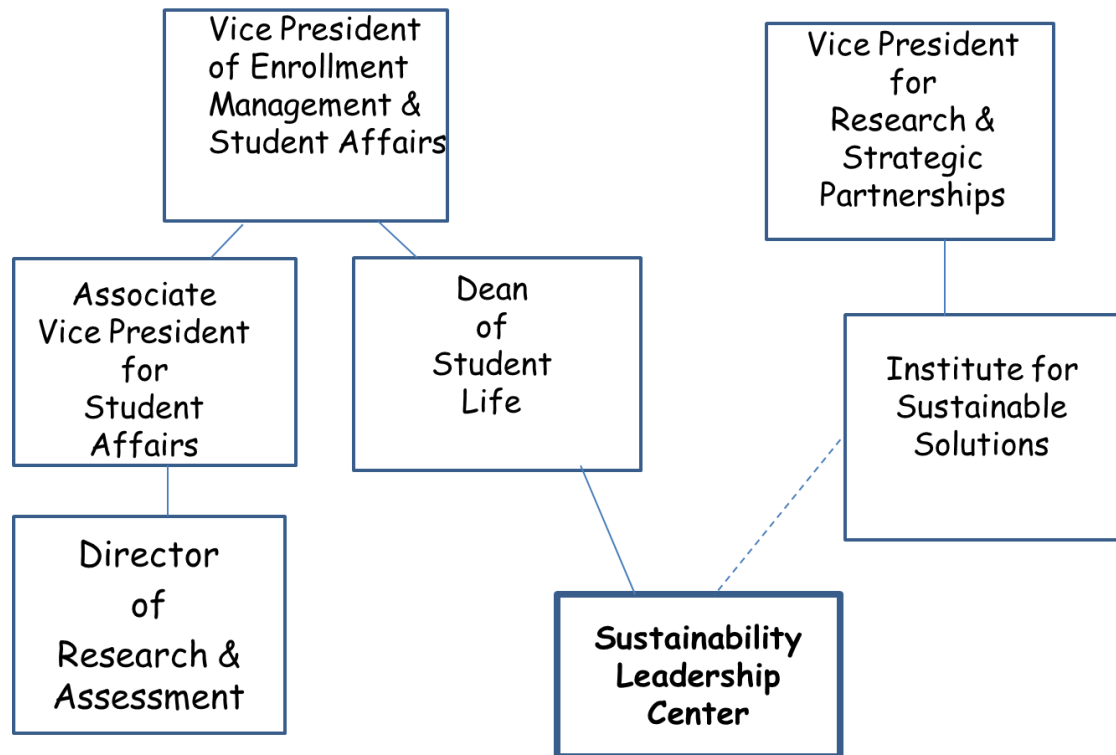 Vice President
of Enrollment
Management &
Student Affairs
Vice President
for
Research &
Strategic
Partnerships
Associate
Vice President
for
Student
Affairs
Dean
of
Student
Life
Institute for
Sustainable
Solutions
Director
of
Research &
Assessment
Sustainability
Leadership
Center